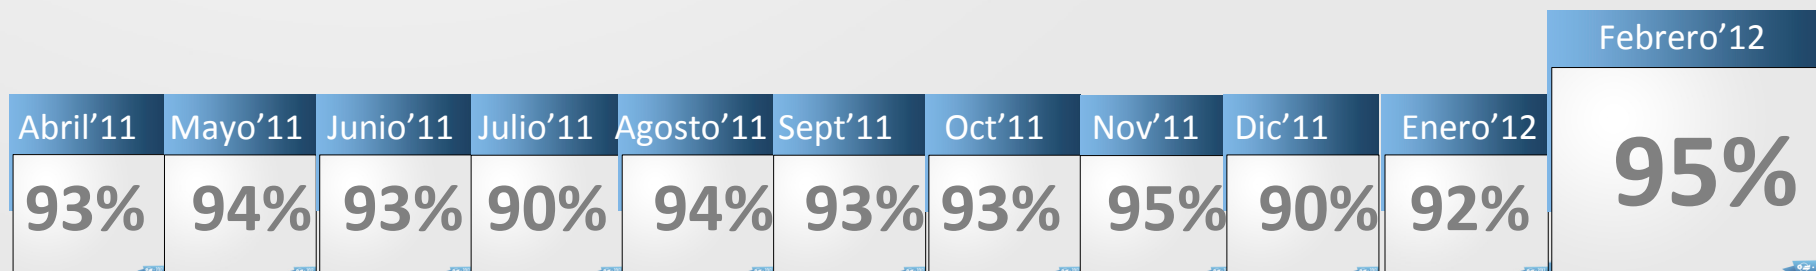 Febrero’12
Abril’11 Mayo’11 Junio’11 Julio’11 Agosto’11 Sept’11 Oct’11 Nov’11 Dic’11 Enero’12
95%
93% 94% 93% 90% 94% 93% 93% 95% 90% 92%